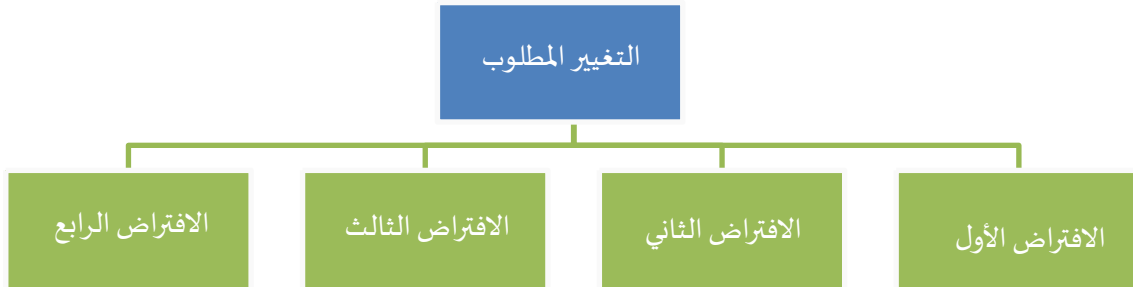 التغيير المطلوب
الافتراض الأول
الافتراض الثاني
الافتراض الثالث
الافتراض الرابع